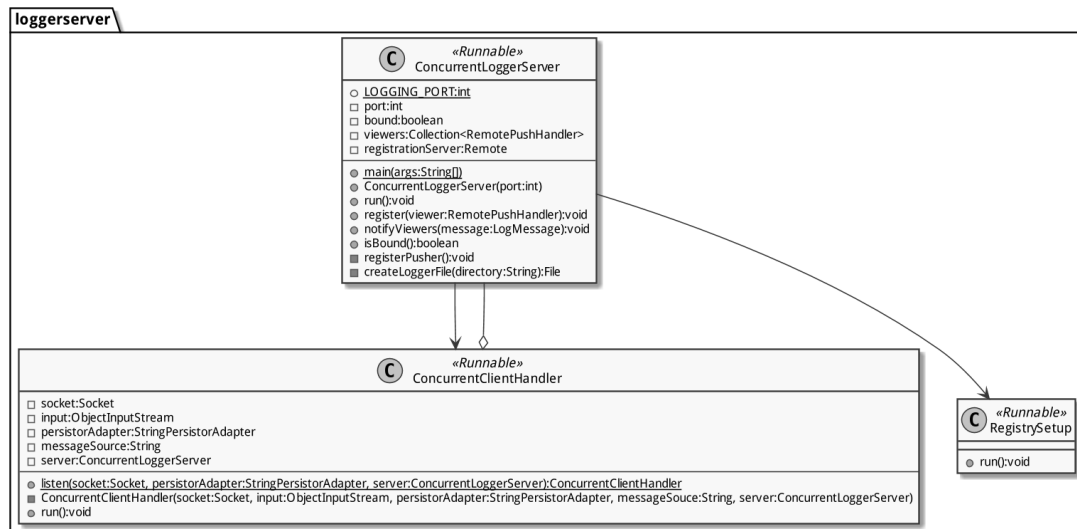 loggerserver
C
«Runnable»
ConcurrentLoggerServer
LOGGING_PORT:int
port:int
bound:boolean
viewers:Collection<RemotePushHandler>
registrationServer:Remote
main(args:String[])
ConcurrentLoggerServer(port:int)
run():void
register(viewer:RemotePushHandler):void
notifyViewers(message:LogMessage):void
isBound():boolean
registerPusher():void
createLoggerFile(directory:String):File
C
«Runnable»
ConcurrentClientHandler
socket:Socket
input:ObjectInputStream
persistorAdapter:StringPersistorAdapter
messageSource:String
server:ConcurrentLoggerServer
listen(socket:Socket, persistorAdapter:StringPersistorAdapter, server:ConcurrentLoggerServer):ConcurrentClientHandler
ConcurrentClientHandler(socket:Socket, input:ObjectInputStream, persistorAdapter:StringPersistorAdapter, messageSouce:String, server:ConcurrentLoggerServer)
run():void
C
«Runnable»
RegistrySetup
run():void